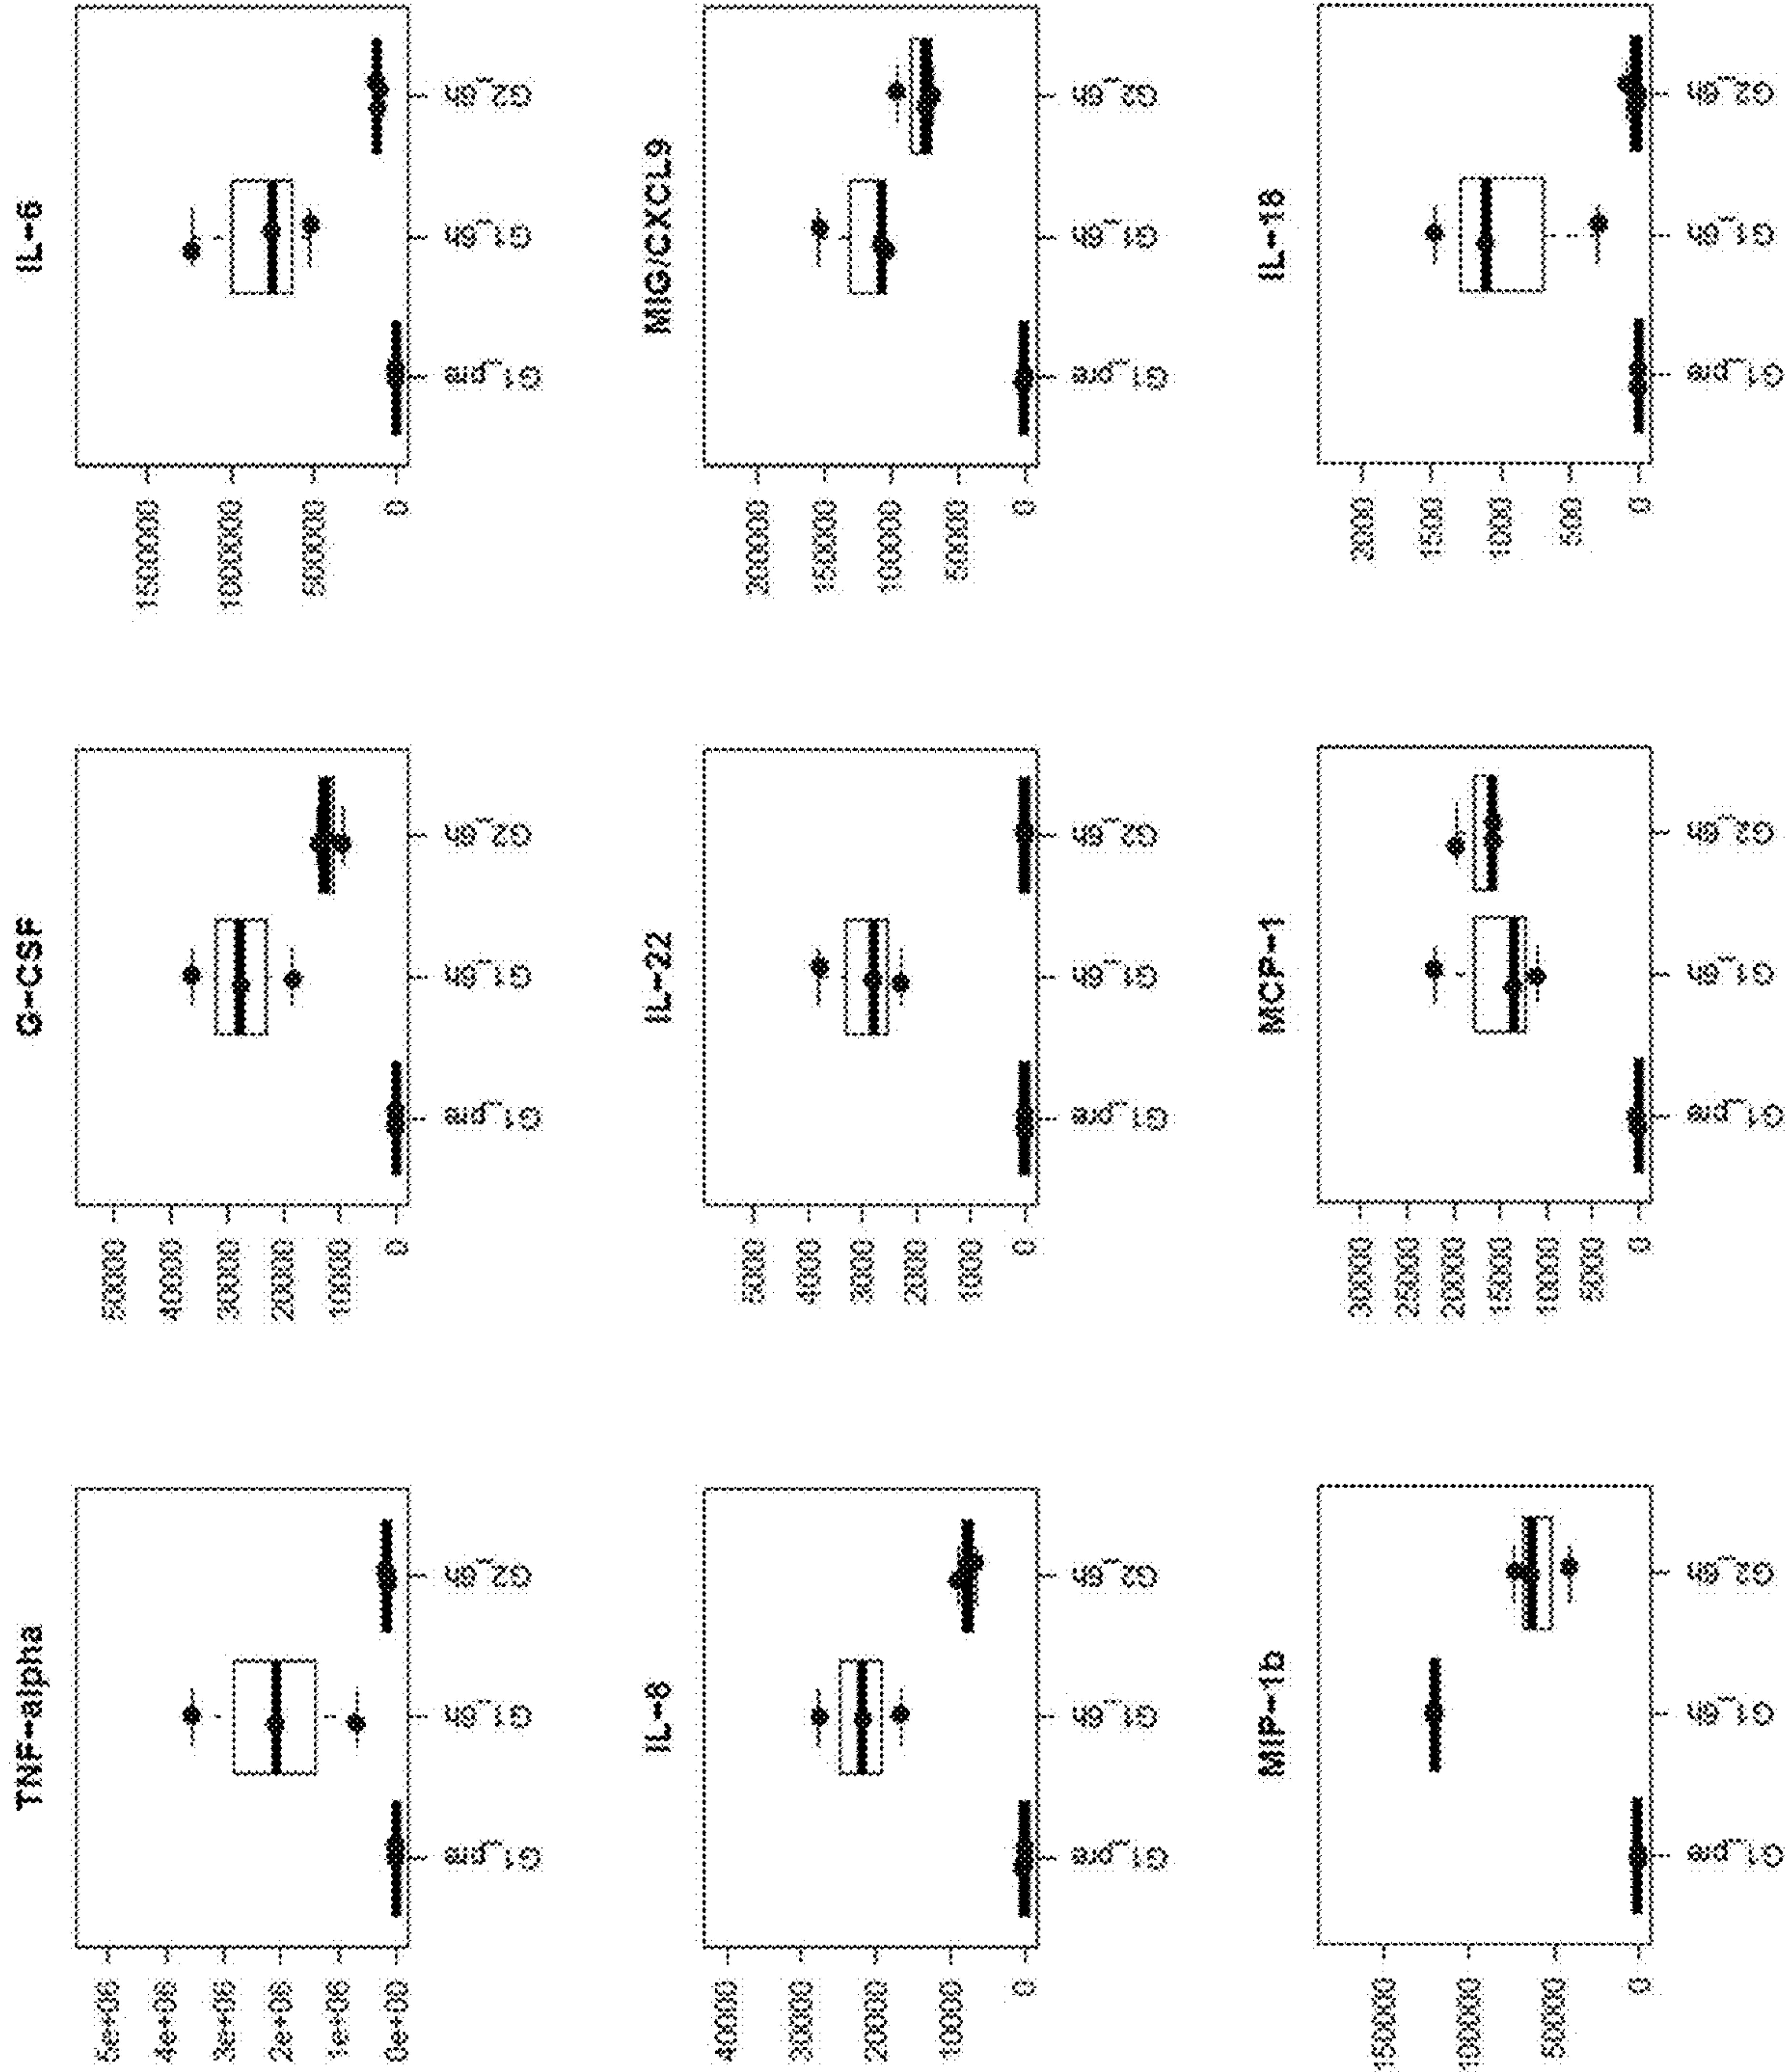 TNF-alpha
5e+06
4e+06
3e+06
2e+06
1e+06
0e+00
G1_pre G1_6h G2_6h
G-CSF
50000
40000
30000
20000
10000
0
G1_pre G1_6h G2_6h
IL-6
1500000
1000000
500000
0
G1_pre G1_6h G2_6h
IL-8
40000
30000
20000
10000
0
G1_pre G1_6h G2_6h
IL-22
5000
4000
3000
2000
1000
0
G1_pre G1_6h G2_6h
MIG/CXCL9
200000
150000
100000
50000
0
G1_pre G1_6h G2_6h
MIP-1b
150000
100000
50000
0
G1_pre G1_6h G2_6h
MCP-1
30000
25000
20000
15000
10000
5000
0
G1_pre G1_6h G2_6h
IL-18
2000
1500
1000
500
0
G1_pre G1_6h G2_6h